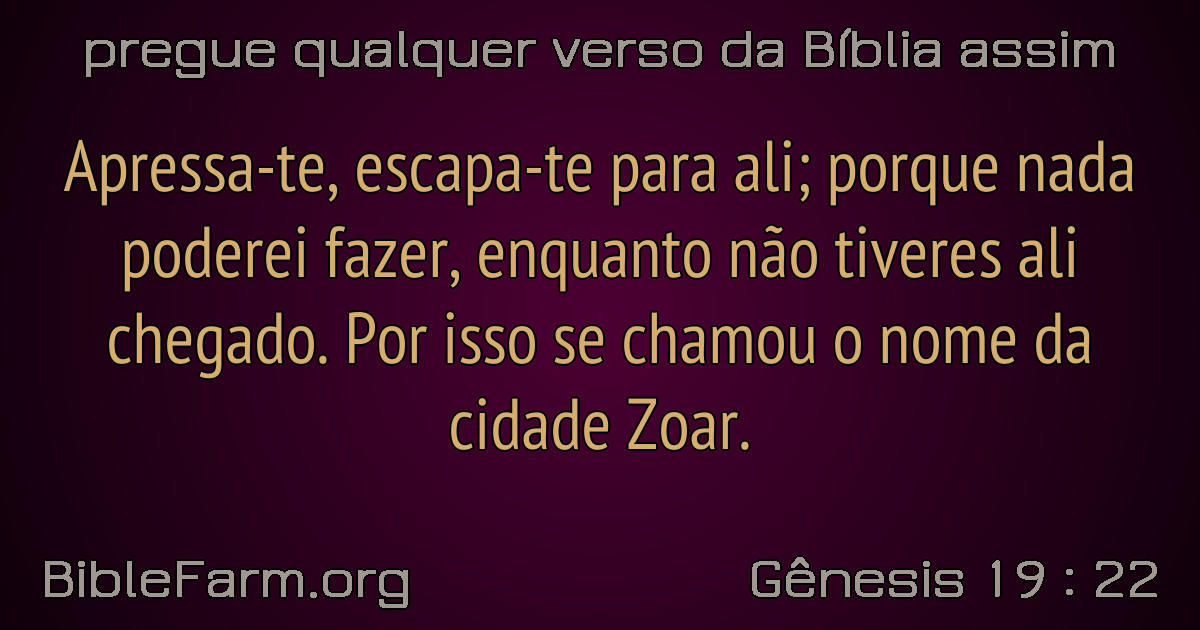 pregue qualquer verso da Bíblia assim
Apressa-te, escapa-te para ali; porque nada
poderei fazer, enquanto não tiveres ali
chegado. Por isso se chamou o nome da
cidade Zoar.
BibleFarm.org
Gênesis 19 : 22